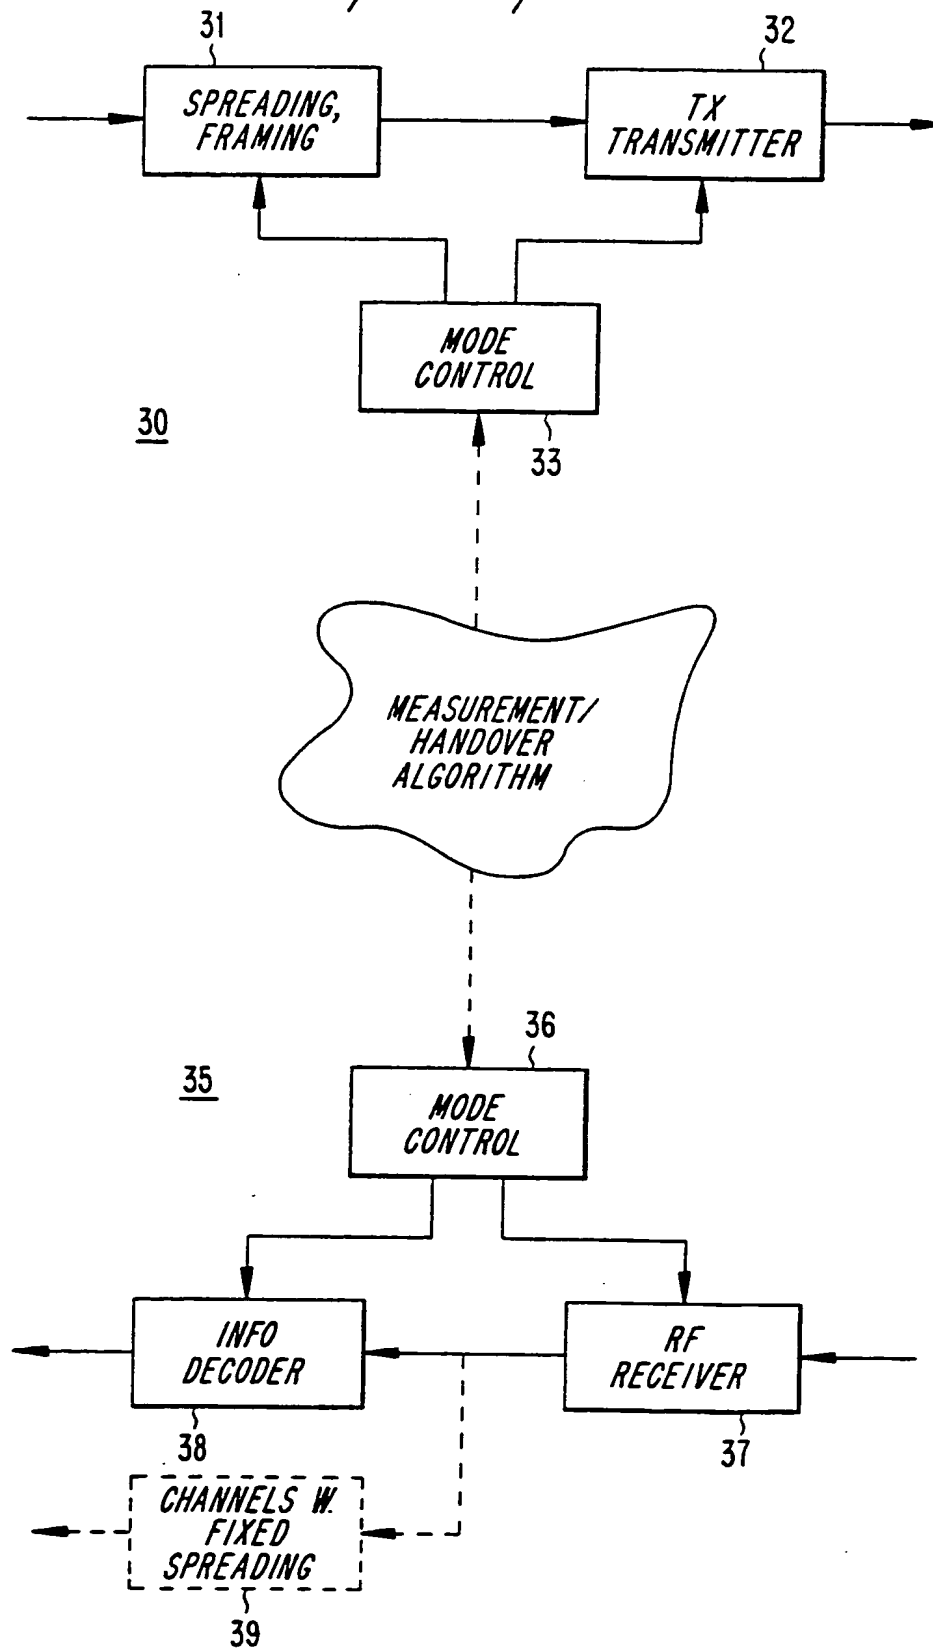 31
32
SPREADING,
FRAMING
TX
TRANSMITTER
MODE
CONTROL
30
33
MEASUREMENT/
HANDOVER
ALGORITHM
36
35
MODE
CONTROL
INFO
DECODER
RF
RECEIVER
38
37
CHANNELS W.
FIXED
SPREADING
39